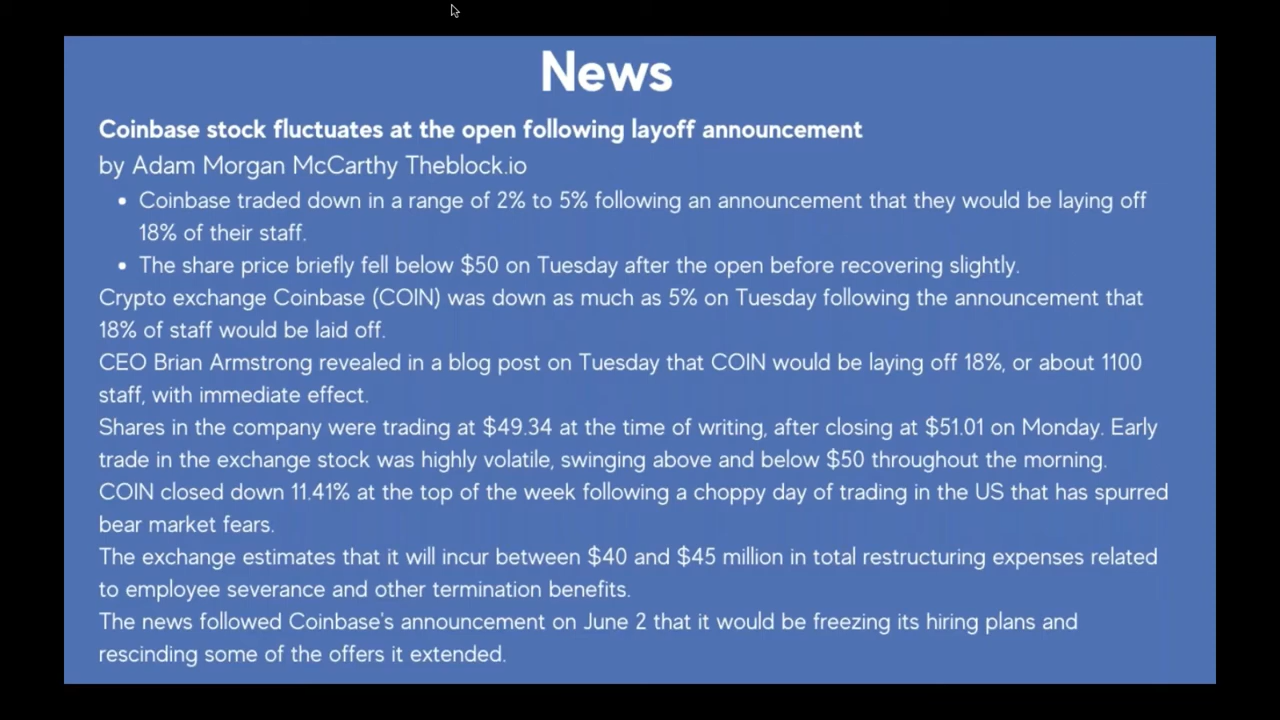 News
Coinbase stock fluctuates at the open following layoff announcement
by Adam Morgan McCarthy Theblock.io
• Coinbase traded down in a range of 2% to 5% following an announcement that they would be laying off
18% of their staff.
• The share price briefly fell below $50 on Tuesday after the open before recovering slightly.
Crypto exchange Coinbase (COIN) was down as much as 5% on Tuesday following the announcement that
18% of staff would be laid off.
CEO Brian Armstrong revealed in a blog post on Tuesday that COIN would be laying off 18%, or about 1100
staff, with immediate effect.
Shares in the company were trading at $49.34 at the time of writing, after closing at $51.01 on Monday. Early
trade in the exchange stock was highly volatile, swinging above and below $50 throughout the morning.
COIN closed down 11.41% at the top of the week following a choppy day of trading in the US that has spurred
bear market fears.
The exchange estimates that it will incur between $40 and $45 million in total restructuring expenses related
to employee severance and other termination benefits.
The news followed Coinbase's announcement on June 2 that it would be freezing its hiring plans and
rescinding some of the offers it extended.